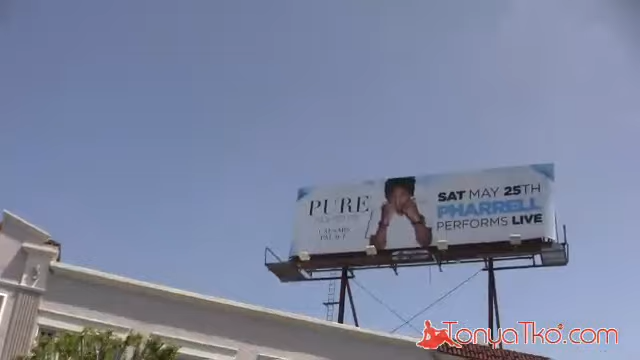 PURE
CAESARS
PALACE
SAT MAY 25TH
PHARRELL
PERFORMS LIVE
TonyaTko.com